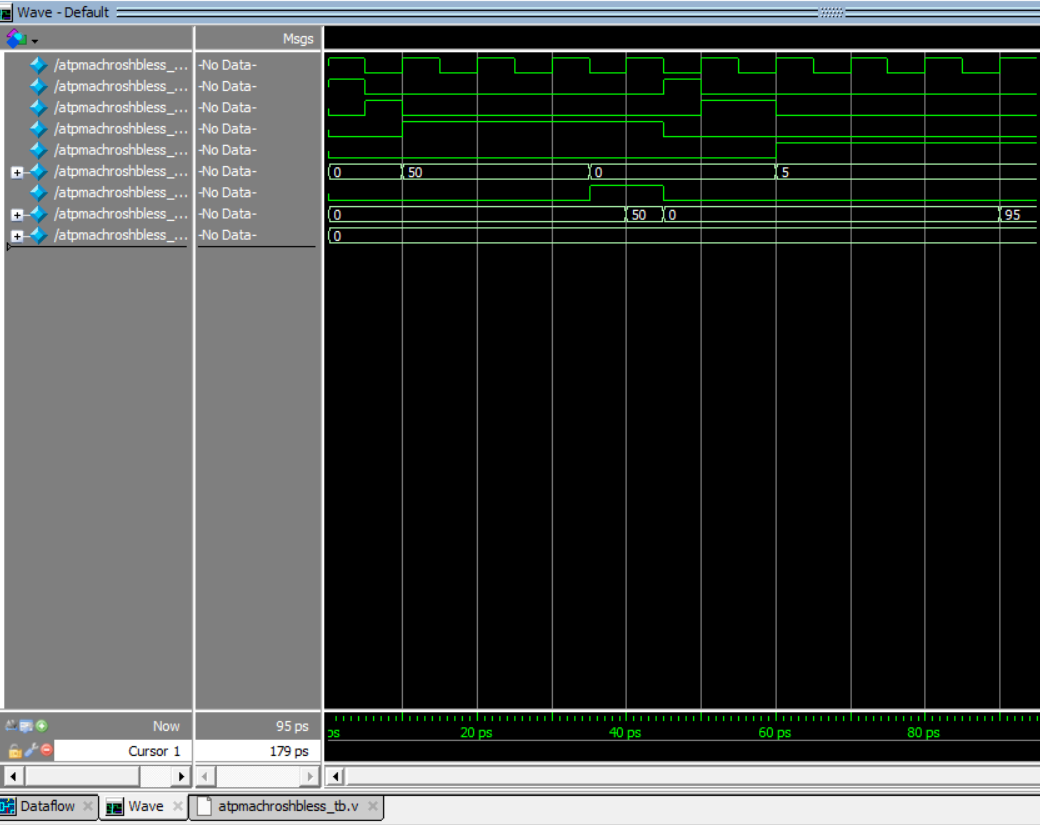 Wave - Default
Msgs
/atpmachroshbless_... -No Data-
/atpmachroshbless_... -No Data-
/atpmachroshbless_... -No Data-
/atpmachroshbless_... -No Data-
/atpmachroshbless_... -No Data-
/atpmachroshbless_... -No Data- 0 50 0 5
/atpmachroshbless_... -No Data-
/atpmachroshbless_... -No Data- 0 50 0 95
/atpmachroshbless_... -No Data- 0
Now 95 ps ps 20 ps 40 ps 60 ps 80 ps
Cursor 1 179 ps
Dataflow Wave atpmachroshbless_tb.v